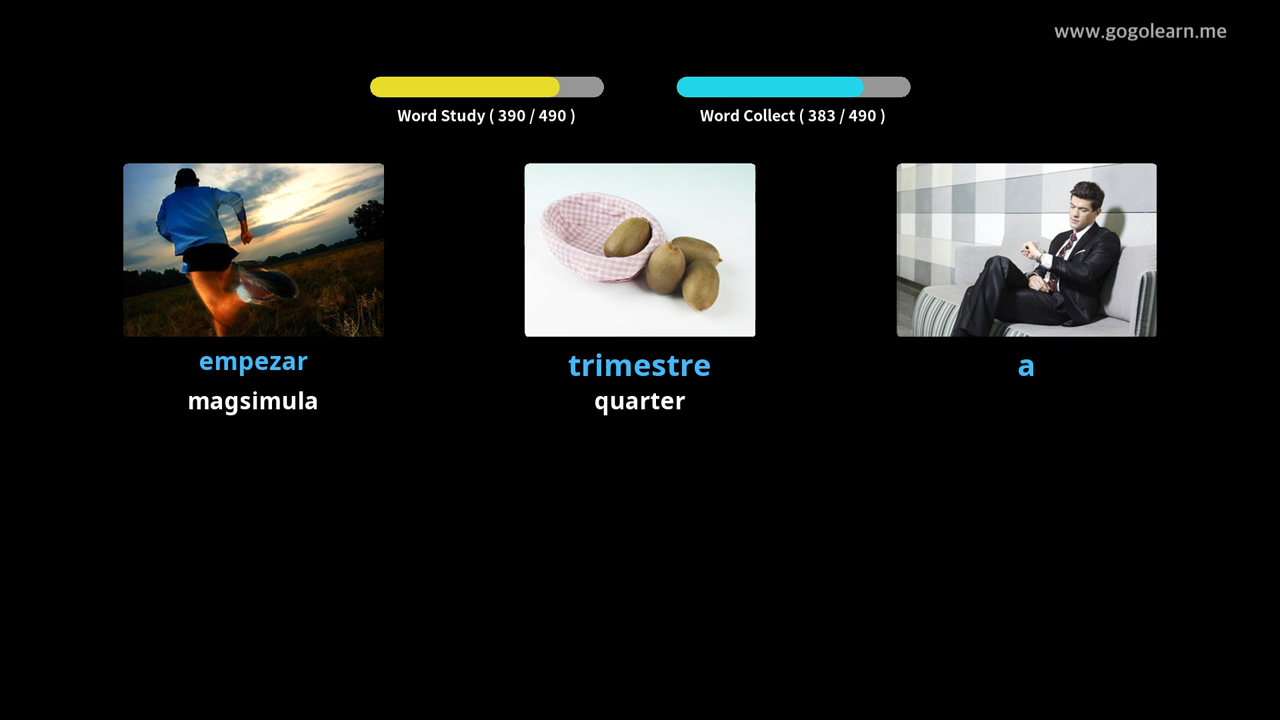 www.gogolearn.me
Word Study ( 390 / 490 )
Word Collect ( 383 / 490 )
empezar
magsimula
trimestre
quarter
a